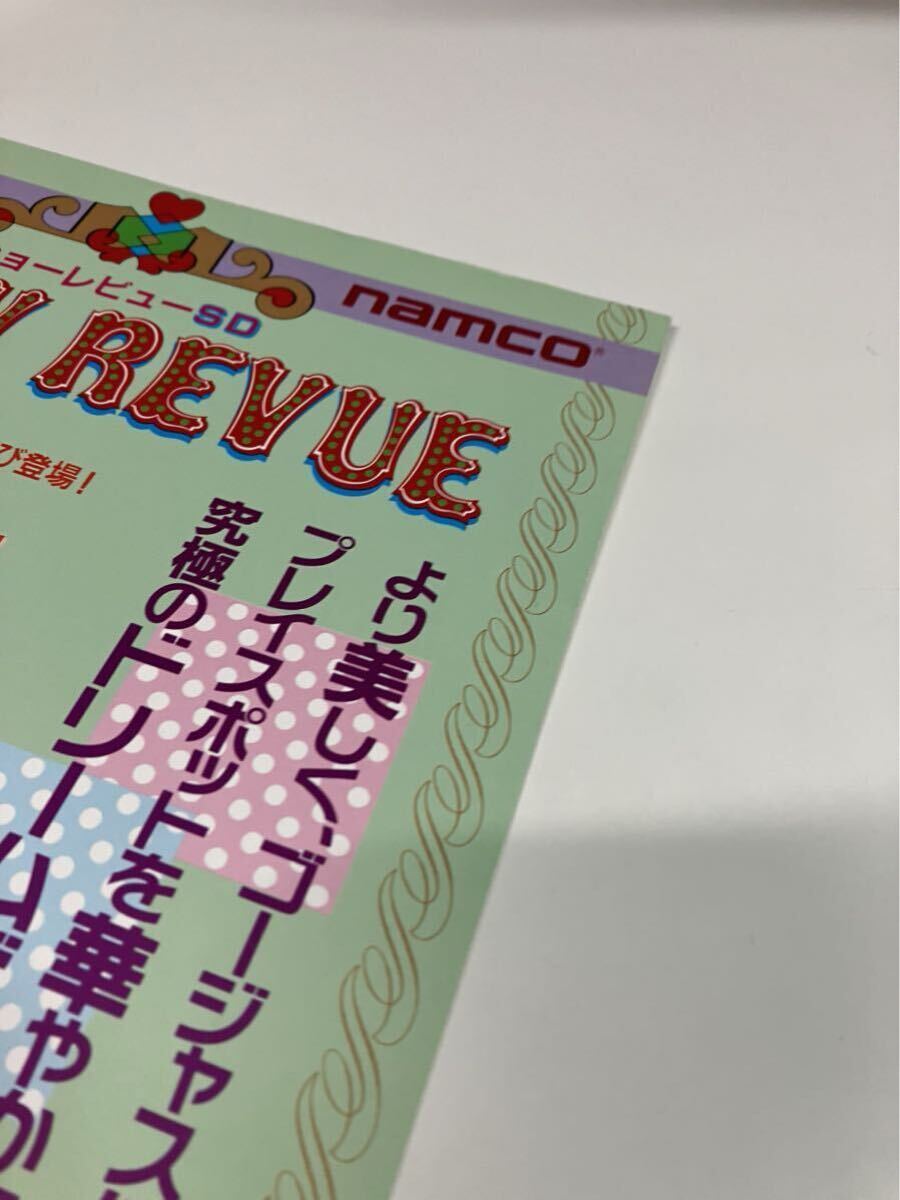 namco
ョーレビューSD
REVUE
び登場!
より美しく、ゴージャス
プレイスポットを華やか
究極のドリーム